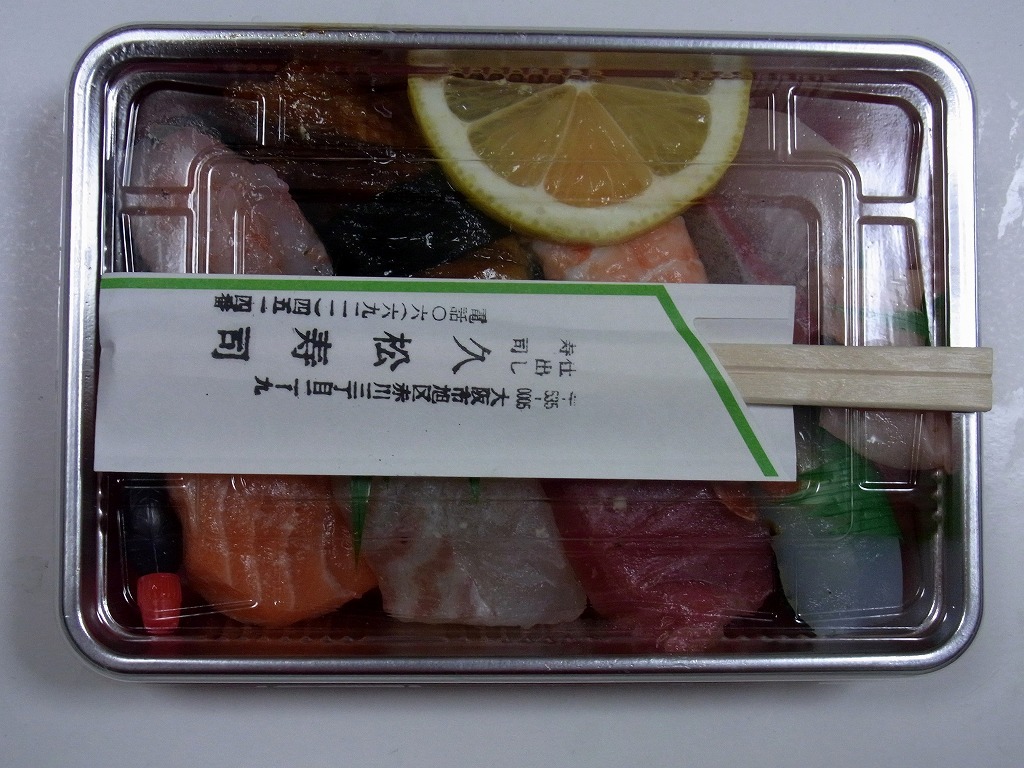 〒535-0005
大阪市旭区赤川三丁目一ノ九
仕出し
寿司
久松寿司
電話〇六(六九二一)四五一四番